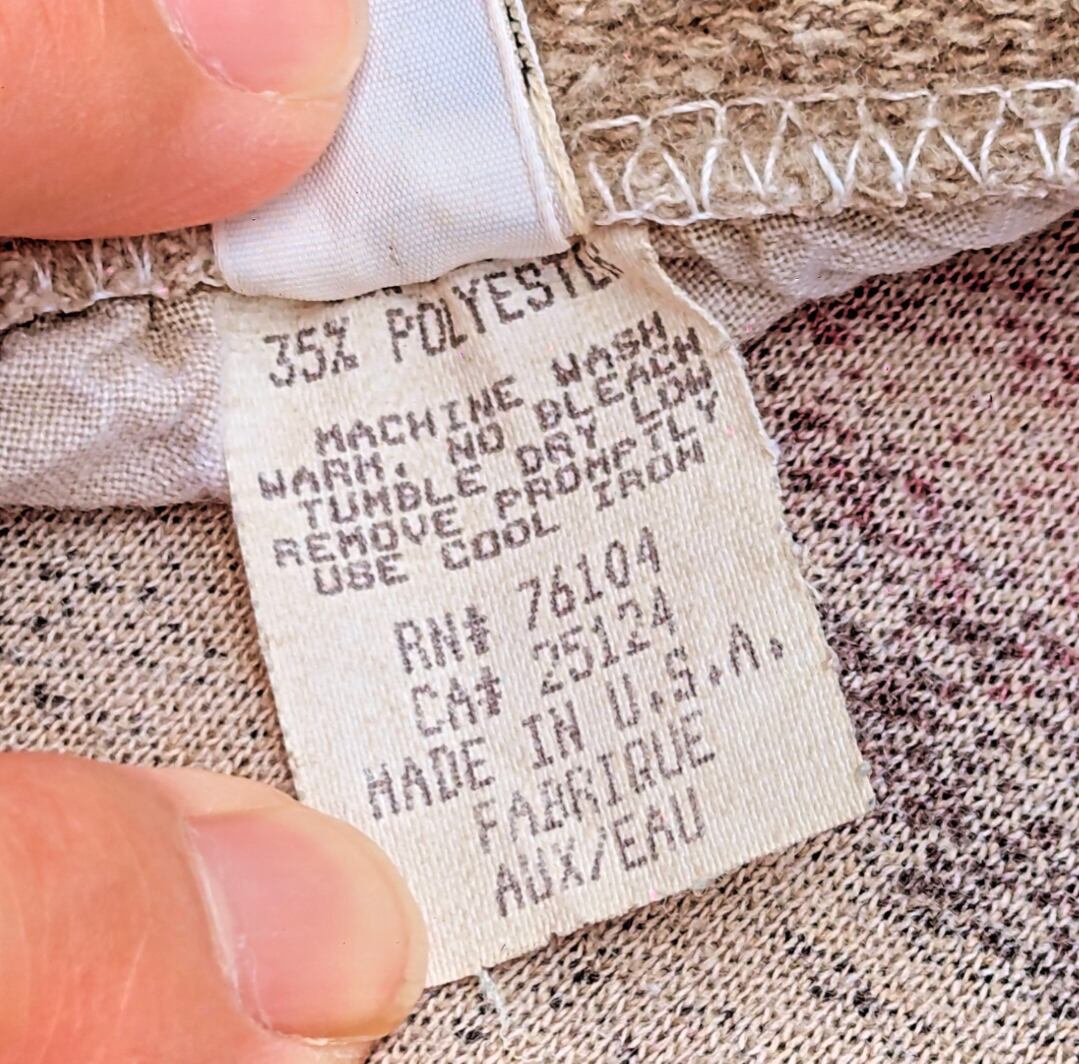 35% POLYESTER
MACHINE WASH
WARM. NO BLEACH
TUMBLE DRY LOW
REMOVE PROMPTLY
USE COOL IRON
RN# 76104
CA# 25124
MADE IN U.S.A.
FABRIQUE
AUX/EAU